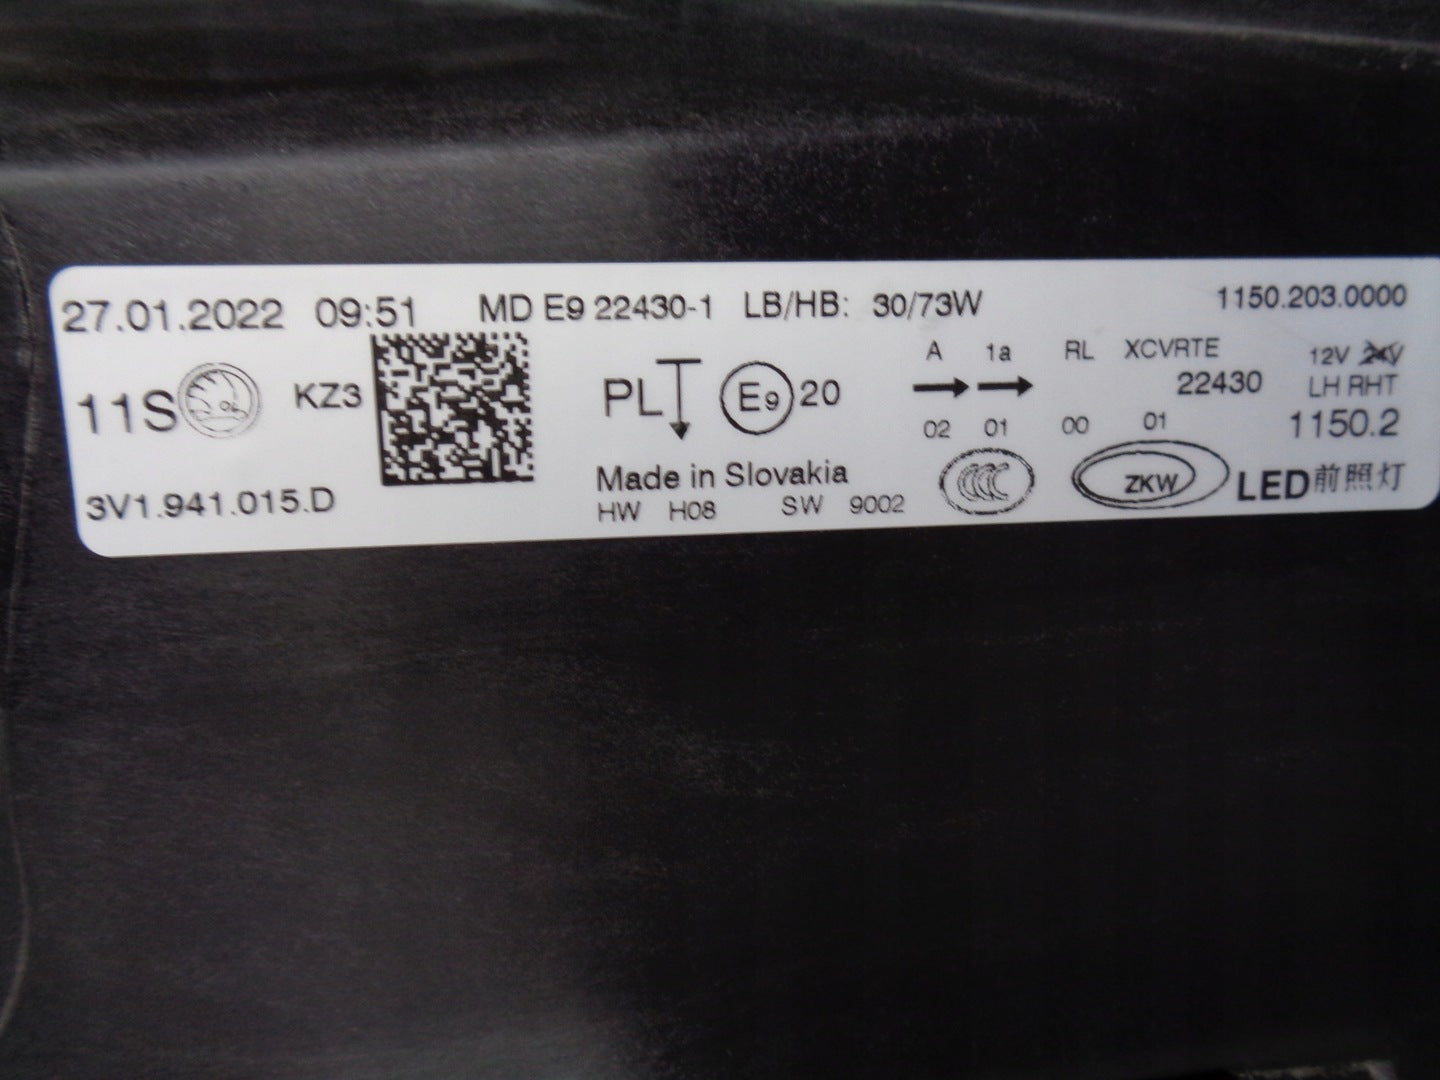 27.01.2022 09:51 MD E9 22430-1 LB/HB: 30/73W 1150.203.0000
A 1a RL XCVRTE 12V 24V
11S KZ3 PL E9 20 22430 LH RHT
02 01 00 01 1150.2
3V1.941.015.D Made in Slovakia CCC ZKW LED前照灯
HW H08 SW 9002